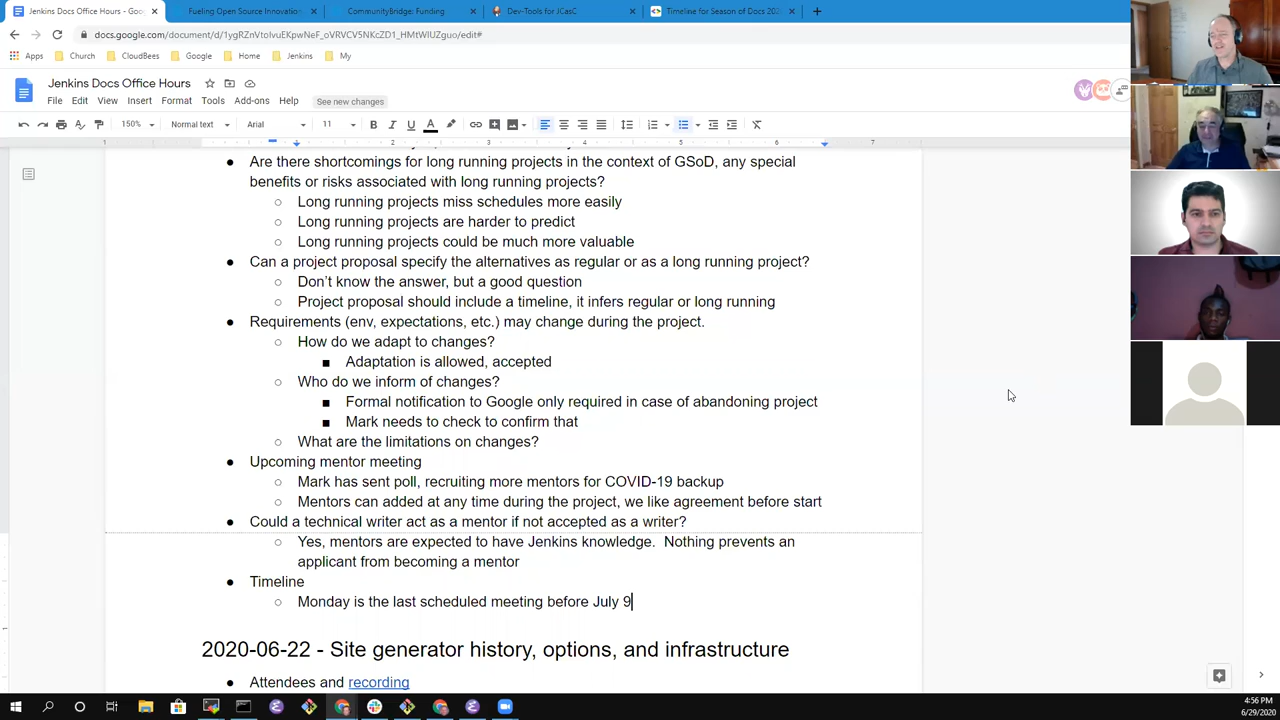 Jenkins Docs Office Hours - Goo
Fueling Open Source Innovation
CommunityBridge: Funding
Dev-Tools for JCasC
Timeline for Season of Docs 202
docs.google.com/document/d/1ygRZnVtoIvuEKpwNeF_oVRVCV5NKcZD1_HMtWIUZguo/edit#
Apps Church CloudBees Google Home Jenkins My
Jenkins Docs Office Hours
File Edit View Insert Format Tools Add-ons Help See new changes
150% Normal text Arial 11 B I U A
1 2 3 4 5 6 7
Are there shortcomings for long running projects in the context of GSoD, any special
benefits or risks associated with long running projects?
Long running projects miss schedules more easily
Long running projects are harder to predict
Long running projects could be much more valuable
Can a project proposal specify the alternatives as regular or as a long running project?
Don't know the answer, but a good question
Project proposal should include a timeline, it infers regular or long running
Requirements (env, expectations, etc.) may change during the project.
How do we adapt to changes?
Adaptation is allowed, accepted
Who do we inform of changes?
Formal notification to Google only required in case of abandoning project
Mark needs to check to confirm that
What are the limitations on changes?
Upcoming mentor meeting
Mark has sent poll, recruiting more mentors for COVID-19 backup
Mentors can added at any time during the project, we like agreement before start
Could a technical writer act as a mentor if not accepted as a writer?
Yes, mentors are expected to have Jenkins knowledge. Nothing prevents an
applicant from becoming a mentor
Timeline
Monday is the last scheduled meeting before July 9
2020-06-22 - Site generator history, options, and infrastructure
Attendees and recording
4:56 PM
6/29/2020